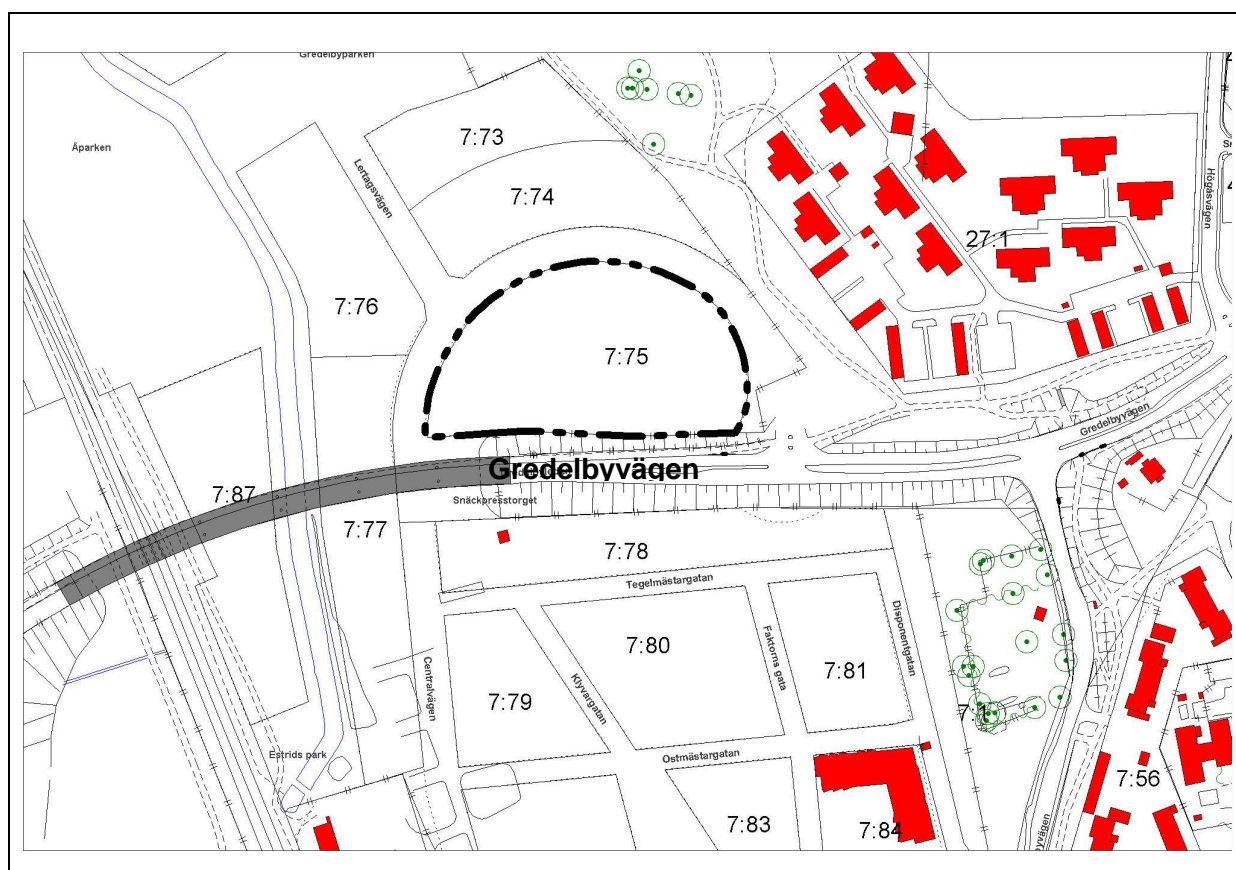 Gredelbyparken
Åparken
7:73
Lertagsvägen
7:74
27:1
Högåsvägen
7:76
7:75
Gredelbyvägen
Gredelbyvägen
7:87
Snäckpresstorget
7:77
7:78
Tegelmästargatan
7:80
Faktorns gata
7:81
Disponentgatan
Centralvägen
7:79
Klyvargatan
7:1
Estrids park
Ostmästargatan
7:56
7:83
7:84